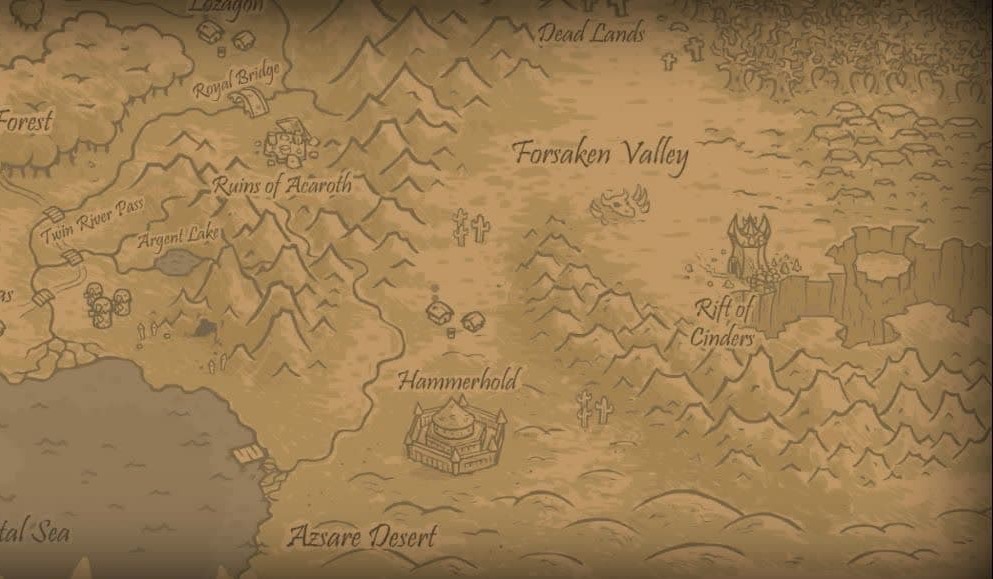 Lozagon
Dead Lands
Royal Bridge
Forest
Forsaken Valley
Ruins of Acaroth
Twin River Pass
Argent Lake
as
Rift of
Cinders
Hammerhold
tal Sea
Azsare Desert